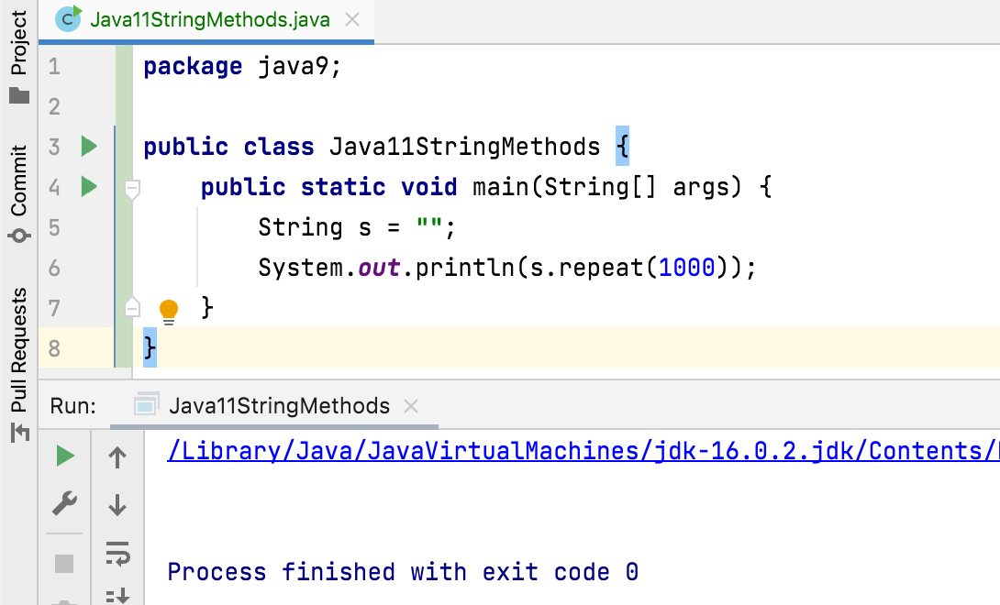 Java11StringMethods.java
Project
Commit
Pull Requests
1 package java9;
2
3 public class Java11StringMethods {
4 public static void main(String[] args) {
5 String s = "";
6 System.out.println(s.repeat(1000));
7 }
8 }
Run: Java11StringMethods
/Library/Java/JavaVirtualMachines/jdk-16.0.2.jdk/Contents/
Process finished with exit code 0